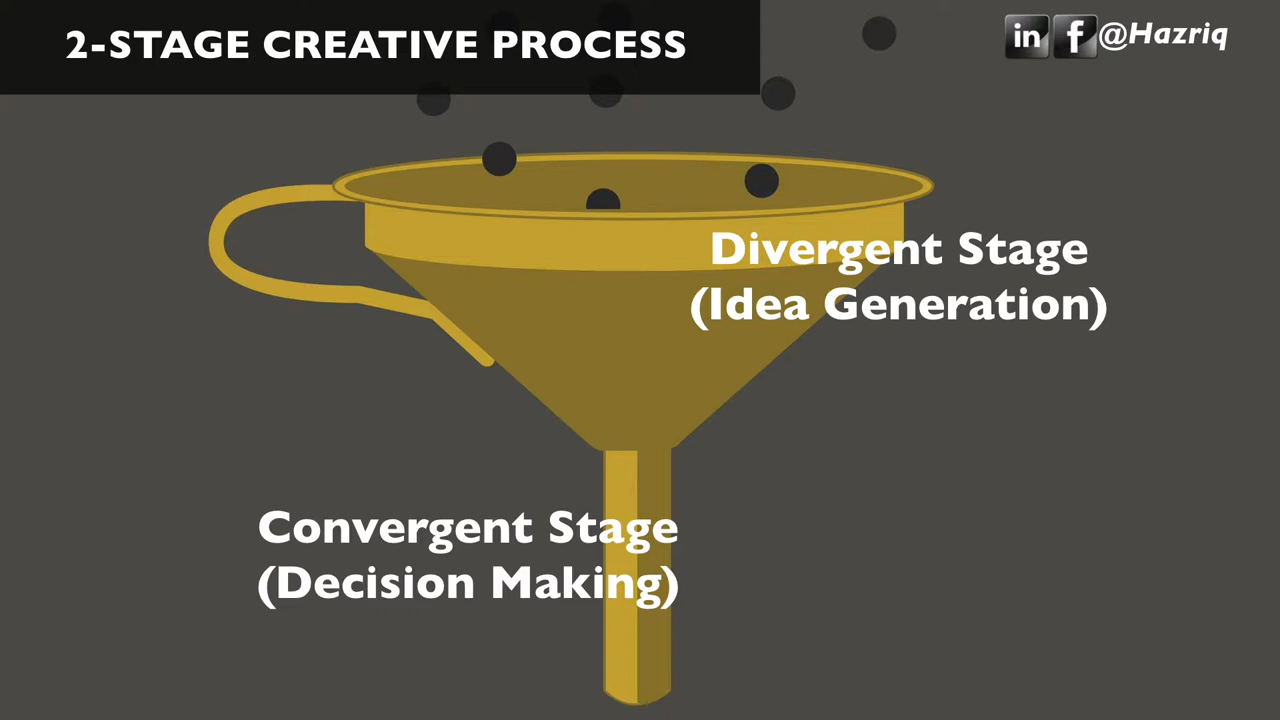 2-STAGE CREATIVE PROCESS
in f @Hazriq
Divergent Stage
(Idea Generation)
Convergent Stage
(Decision Making)